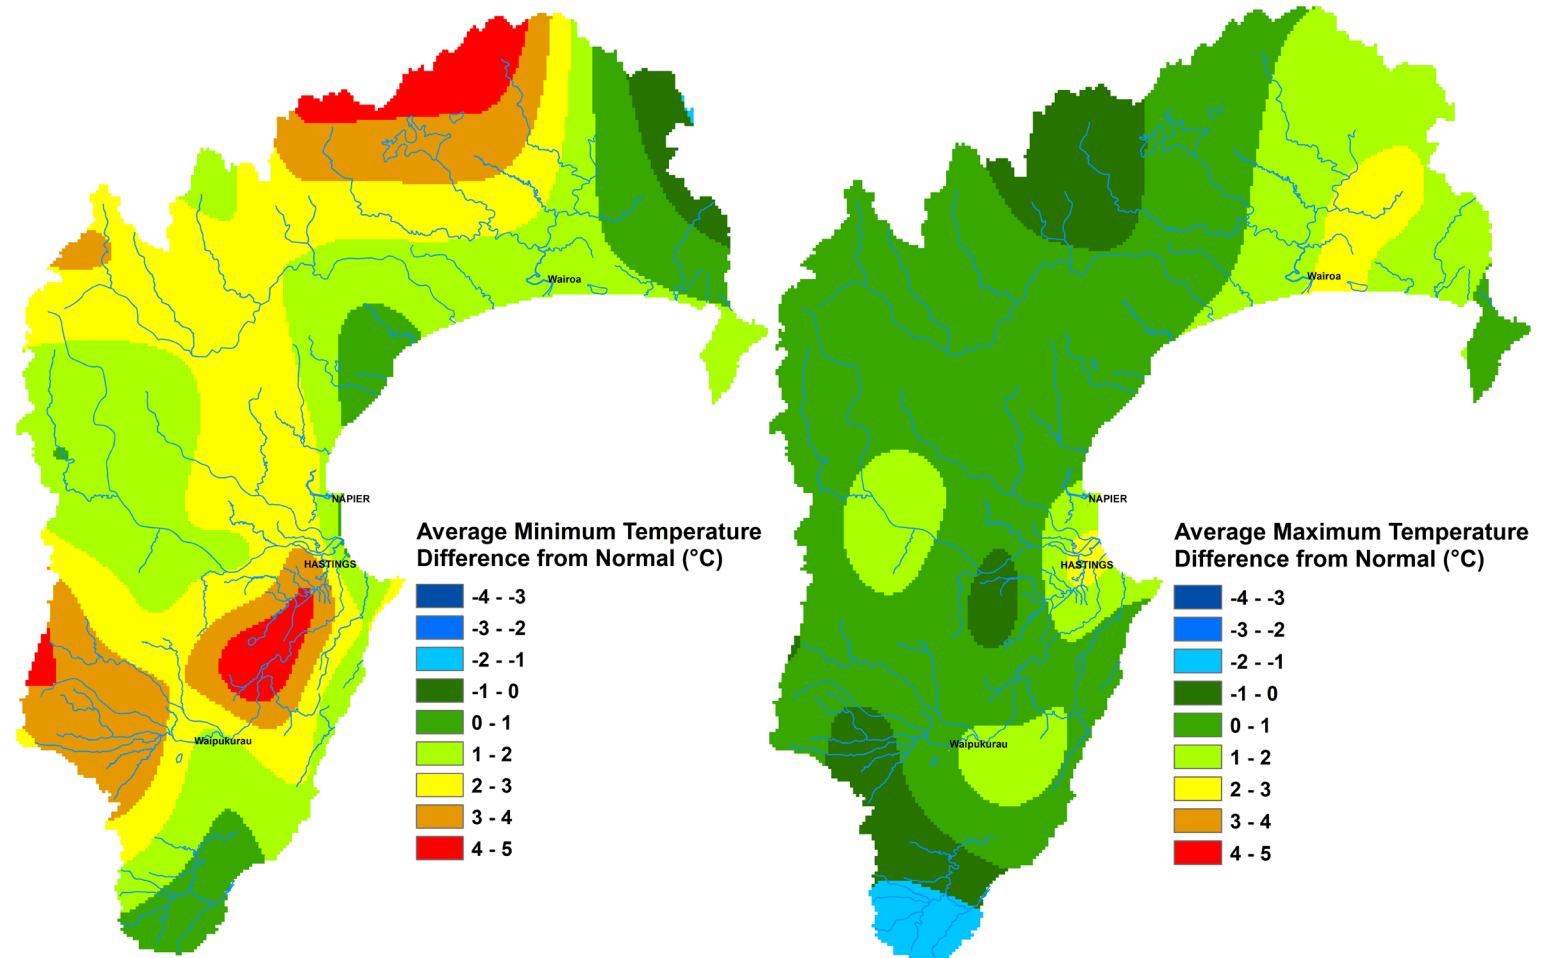 Wairoa
NAPIER
HASTINGS
Waipukurau
Average Minimum Temperature
Difference from Normal (°C)
-4 - -3
-3 - -2
-2 - -1
-1 - 0
0 - 1
1 - 2
2 - 3
3 - 4
4 - 5
Wairoa
NAPIER
HASTINGS
Waipukurau
Average Maximum Temperature
Difference from Normal (°C)
-4 - -3
-3 - -2
-2 - -1
-1 - 0
0 - 1
1 - 2
2 - 3
3 - 4
4 - 5